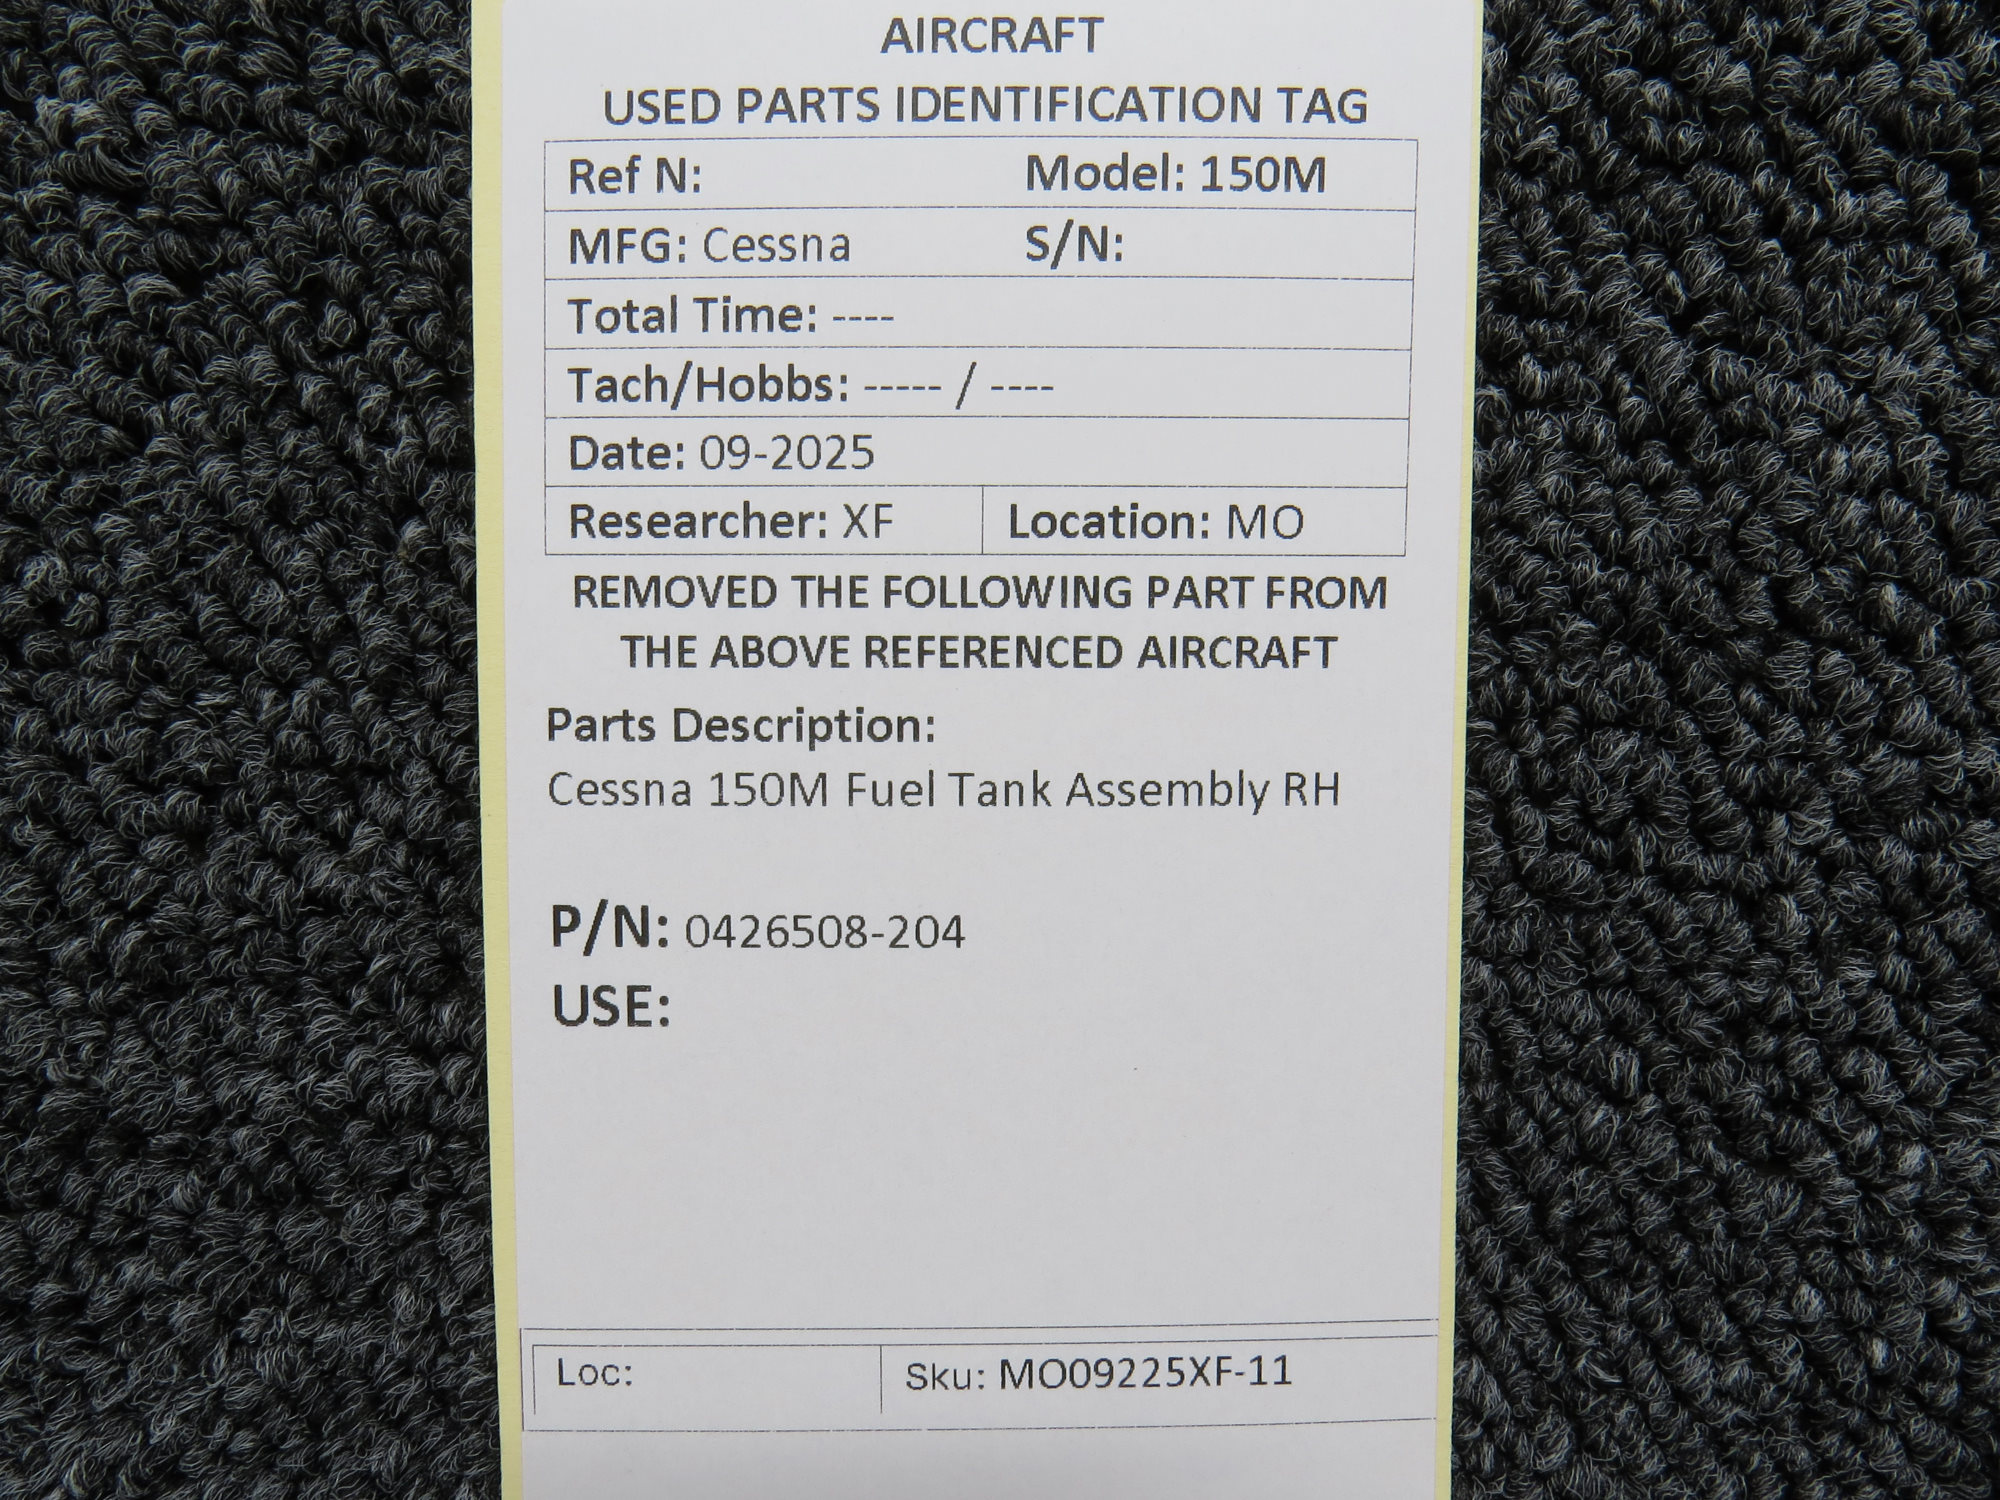 AIRCRAFT
USED PARTS IDENTIFICATION TAG
Ref N: Model: 150M
MFG: Cessna S/N:
Total Time: ----
Tach/Hobbs: ----- / ----
Date: 09-2025
Researcher: XF Location: MO
REMOVED THE FOLLOWING PART FROM
THE ABOVE REFERENCED AIRCRAFT
Parts Description:
Cessna 150M Fuel Tank Assembly RH
P/N: 0426508-204
USE:
Loc: Sku: MO09225XF-11